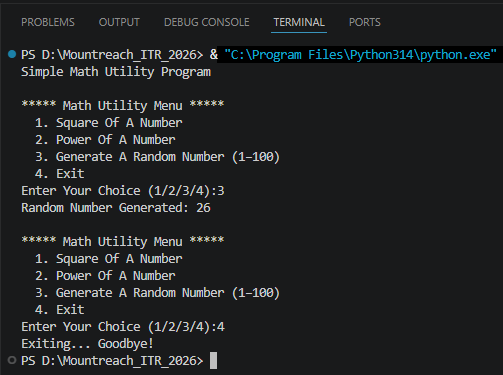 PROBLEMS OUTPUT DEBUG CONSOLE TERMINAL PORTS
PS D:\Mountreach_ITR_2026> & "C:\Program Files\Python314\python.exe"
Simple Math Utility Program
***** Math Utility Menu *****
1. Square Of A Number
2. Power Of A Number
3. Generate A Random Number (1–100)
4. Exit
Enter Your Choice (1/2/3/4):3
Random Number Generated: 26
***** Math Utility Menu *****
1. Square Of A Number
2. Power Of A Number
3. Generate A Random Number (1–100)
4. Exit
Enter Your Choice (1/2/3/4):4
Exiting... Goodbye!
PS D:\Mountreach_ITR_2026>